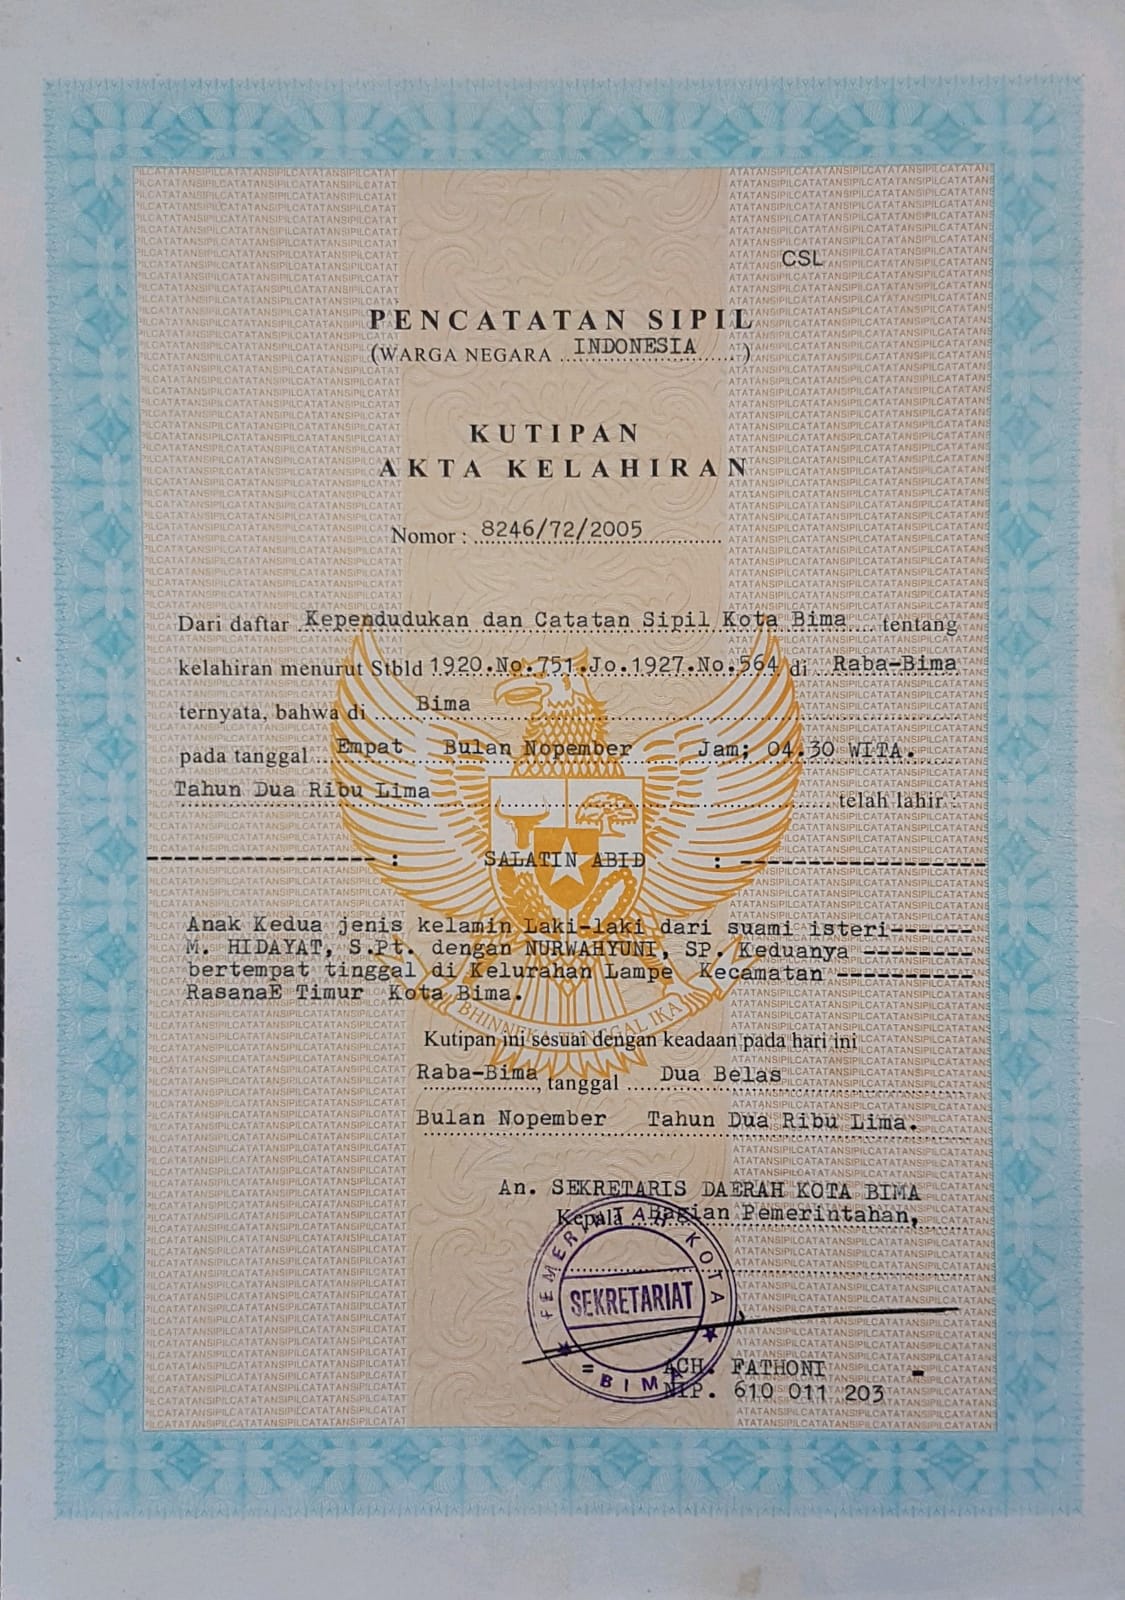 CSL
PENCATATAN SIPIL
(WARGA NEGARA INDONESIA)
KUTIPAN
AKTA KELAHIRAN
Nomor : 8246/72/2005
Dari daftar Kependudukan dan Catatan Sipil Kota Bima tentang
kelahiran menurut Stbld 1920.No.751.Jo.1927.No.564 di Raba-Bima
ternyata, bahwa di Bima
pada tanggal Empat Bulan Nopember Jam; 04.30 WITA.
Tahun Dua Ribu Lima telah lahir
---------------- : SALATIN ABID : ------------------
Anak Kedua jenis kelamin Laki-laki dari suami isteri------
M. HIDAYAT, S.Pt. dengan NURWAHYUNI, SP. Keduanya -------
bertempat tinggal di Kelurahan Lampe Kecamatan ----------
RasanaE Timur Kota Bima.
BHINNEKA TUNGGAL IKA
Kutipan ini sesuai dengan keadaan pada hari ini
Raba-Bima, tanggal Dua Belas
Bulan Nopember Tahun Dua Ribu Lima.
An. SEKRETARIS DAERAH KOTA BIMA
Kepala Bagian Pemerintahan,
PEMERINTAH KOTA
SEKRETARIAT
= BIMA
ACH. FATHONI -
NIP. 610 011 203